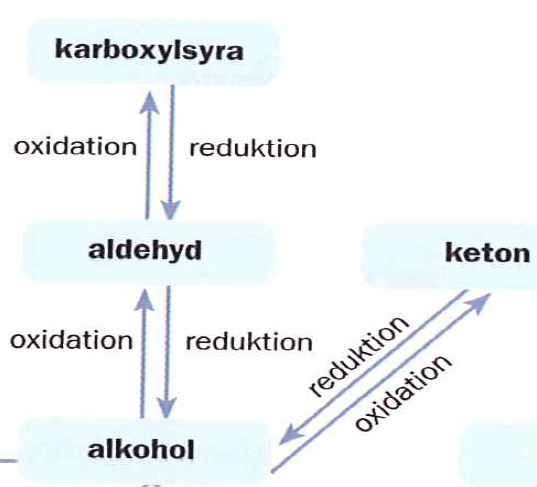 karboxylsyra
oxidation reduktion
aldehyd
keton
oxidation reduktion
reduktion
oxidation
alkohol